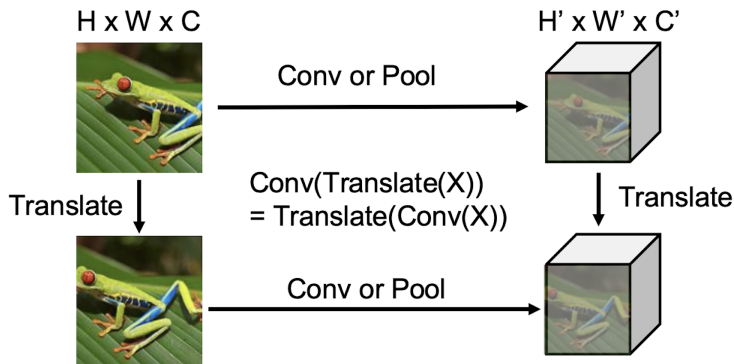 H x W x C
H’ x W’ x C’
Conv or Pool
Translate
Conv(Translate(X))
= Translate(Conv(X))
Translate
Conv or Pool